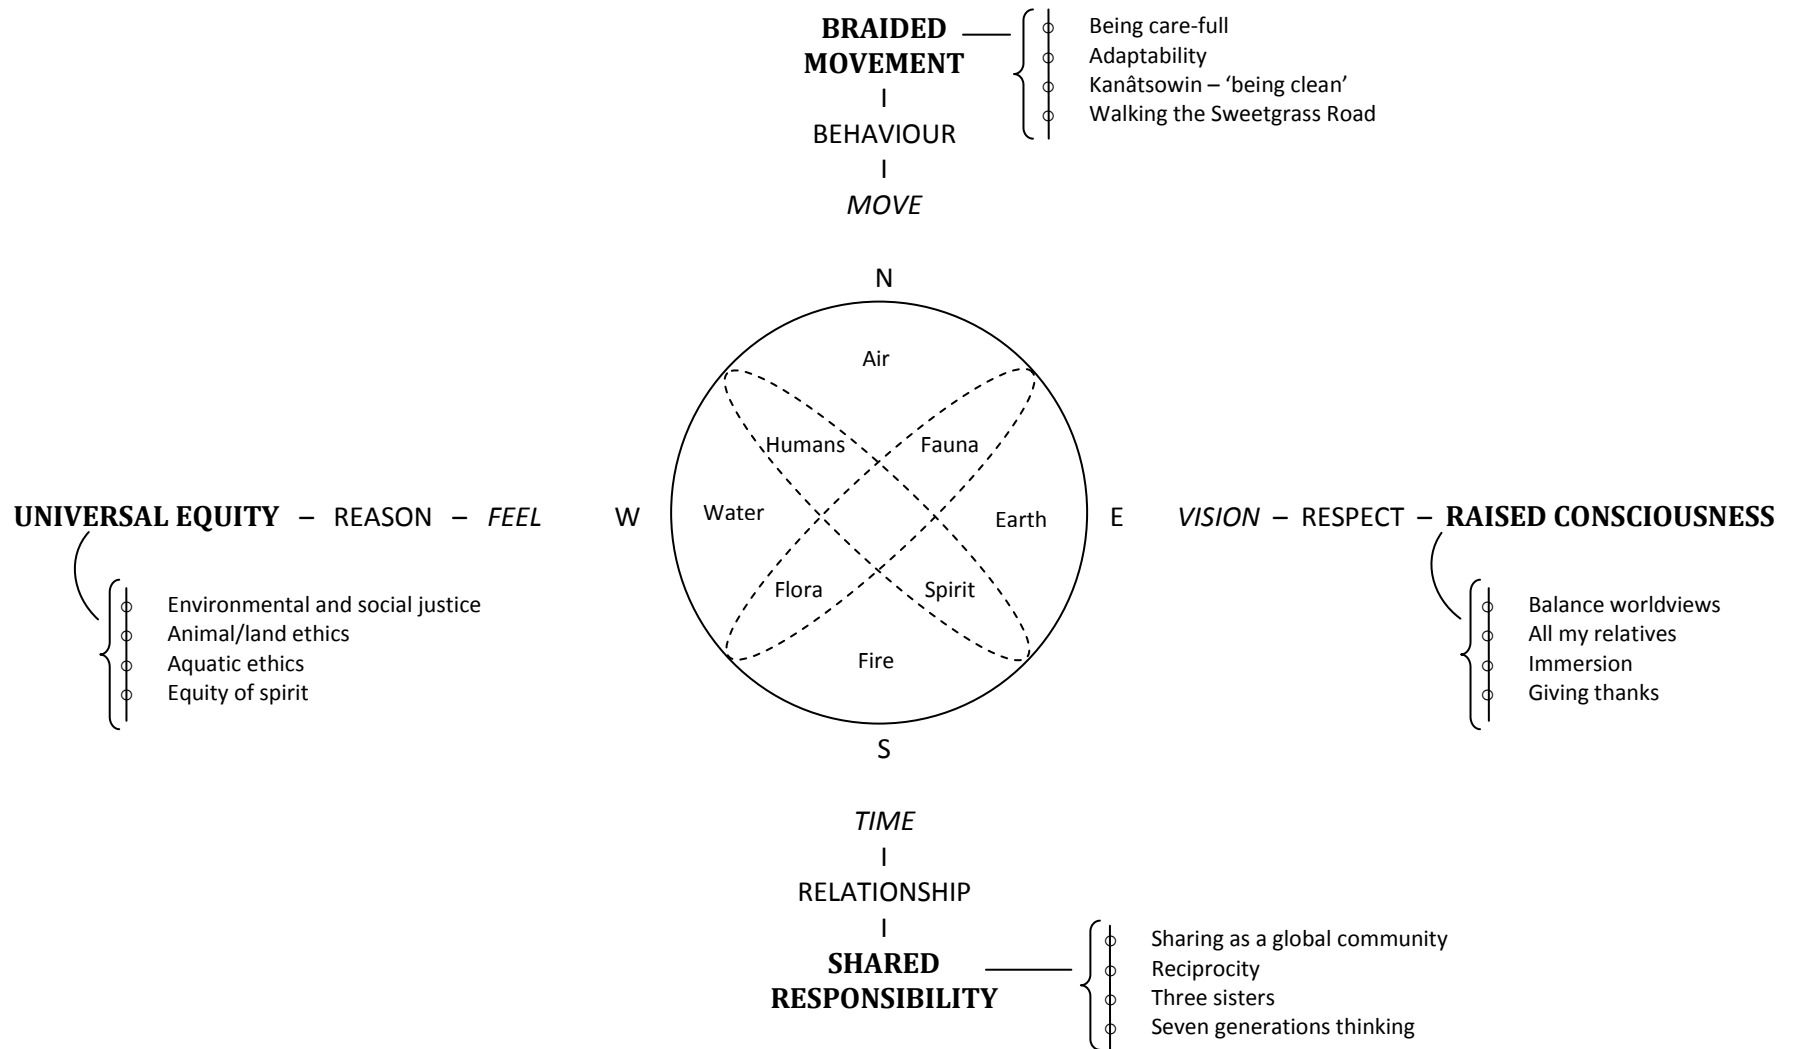 BRAIDED
MOVEMENT
Being care-full
Adaptability
Kanâtsowin – ‘being clean’
Walking the Sweetgrass Road
BEHAVIOUR
MOVE
N
Air
Humans
Fauna
UNIVERSAL EQUITY – REASON – FEEL
W
Water
Earth
E
VISION – RESPECT – RAISED CONSCIOUSNESS
Environmental and social justice
Animal/land ethics
Aquatic ethics
Equity of spirit
Flora
Spirit
Fire
Balance worldviews
All my relatives
Immersion
Giving thanks
S
TIME
RELATIONSHIP
SHARED
RESPONSIBILITY
Sharing as a global community
Reciprocity
Three sisters
Seven generations thinking